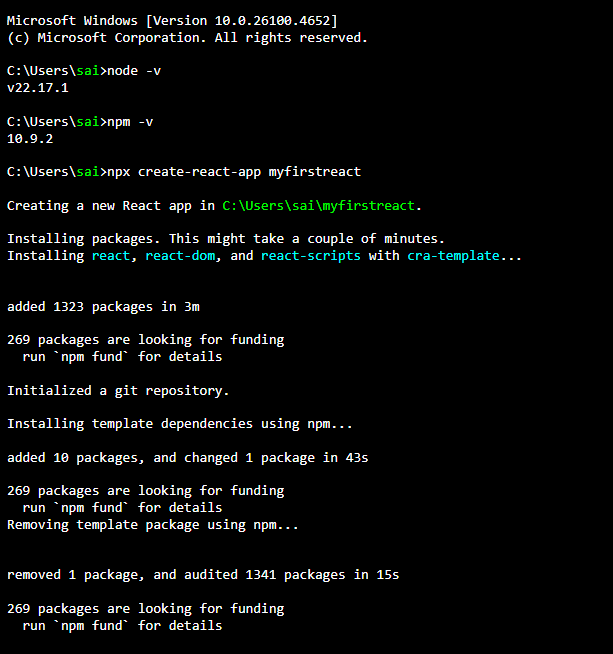 Microsoft Windows [Version 10.0.26100.4652]
(c) Microsoft Corporation. All rights reserved.
C:\Users\sai>node -v
v22.17.1
C:\Users\sai>npm -v
10.9.2
C:\Users\sai>npx create-react-app myfirstreact
Creating a new React app in C:\Users\sai\myfirstreact.
Installing packages. This might take a couple of minutes.
Installing react, react-dom, and react-scripts with cra-template...
added 1323 packages in 3m
269 packages are looking for funding
  run `npm fund` for details
Initialized a git repository.
Installing template dependencies using npm...
added 10 packages, and changed 1 package in 43s
269 packages are looking for funding
  run `npm fund` for details
Removing template package using npm...
removed 1 package, and audited 1341 packages in 15s
269 packages are looking for funding
  run `npm fund` for details